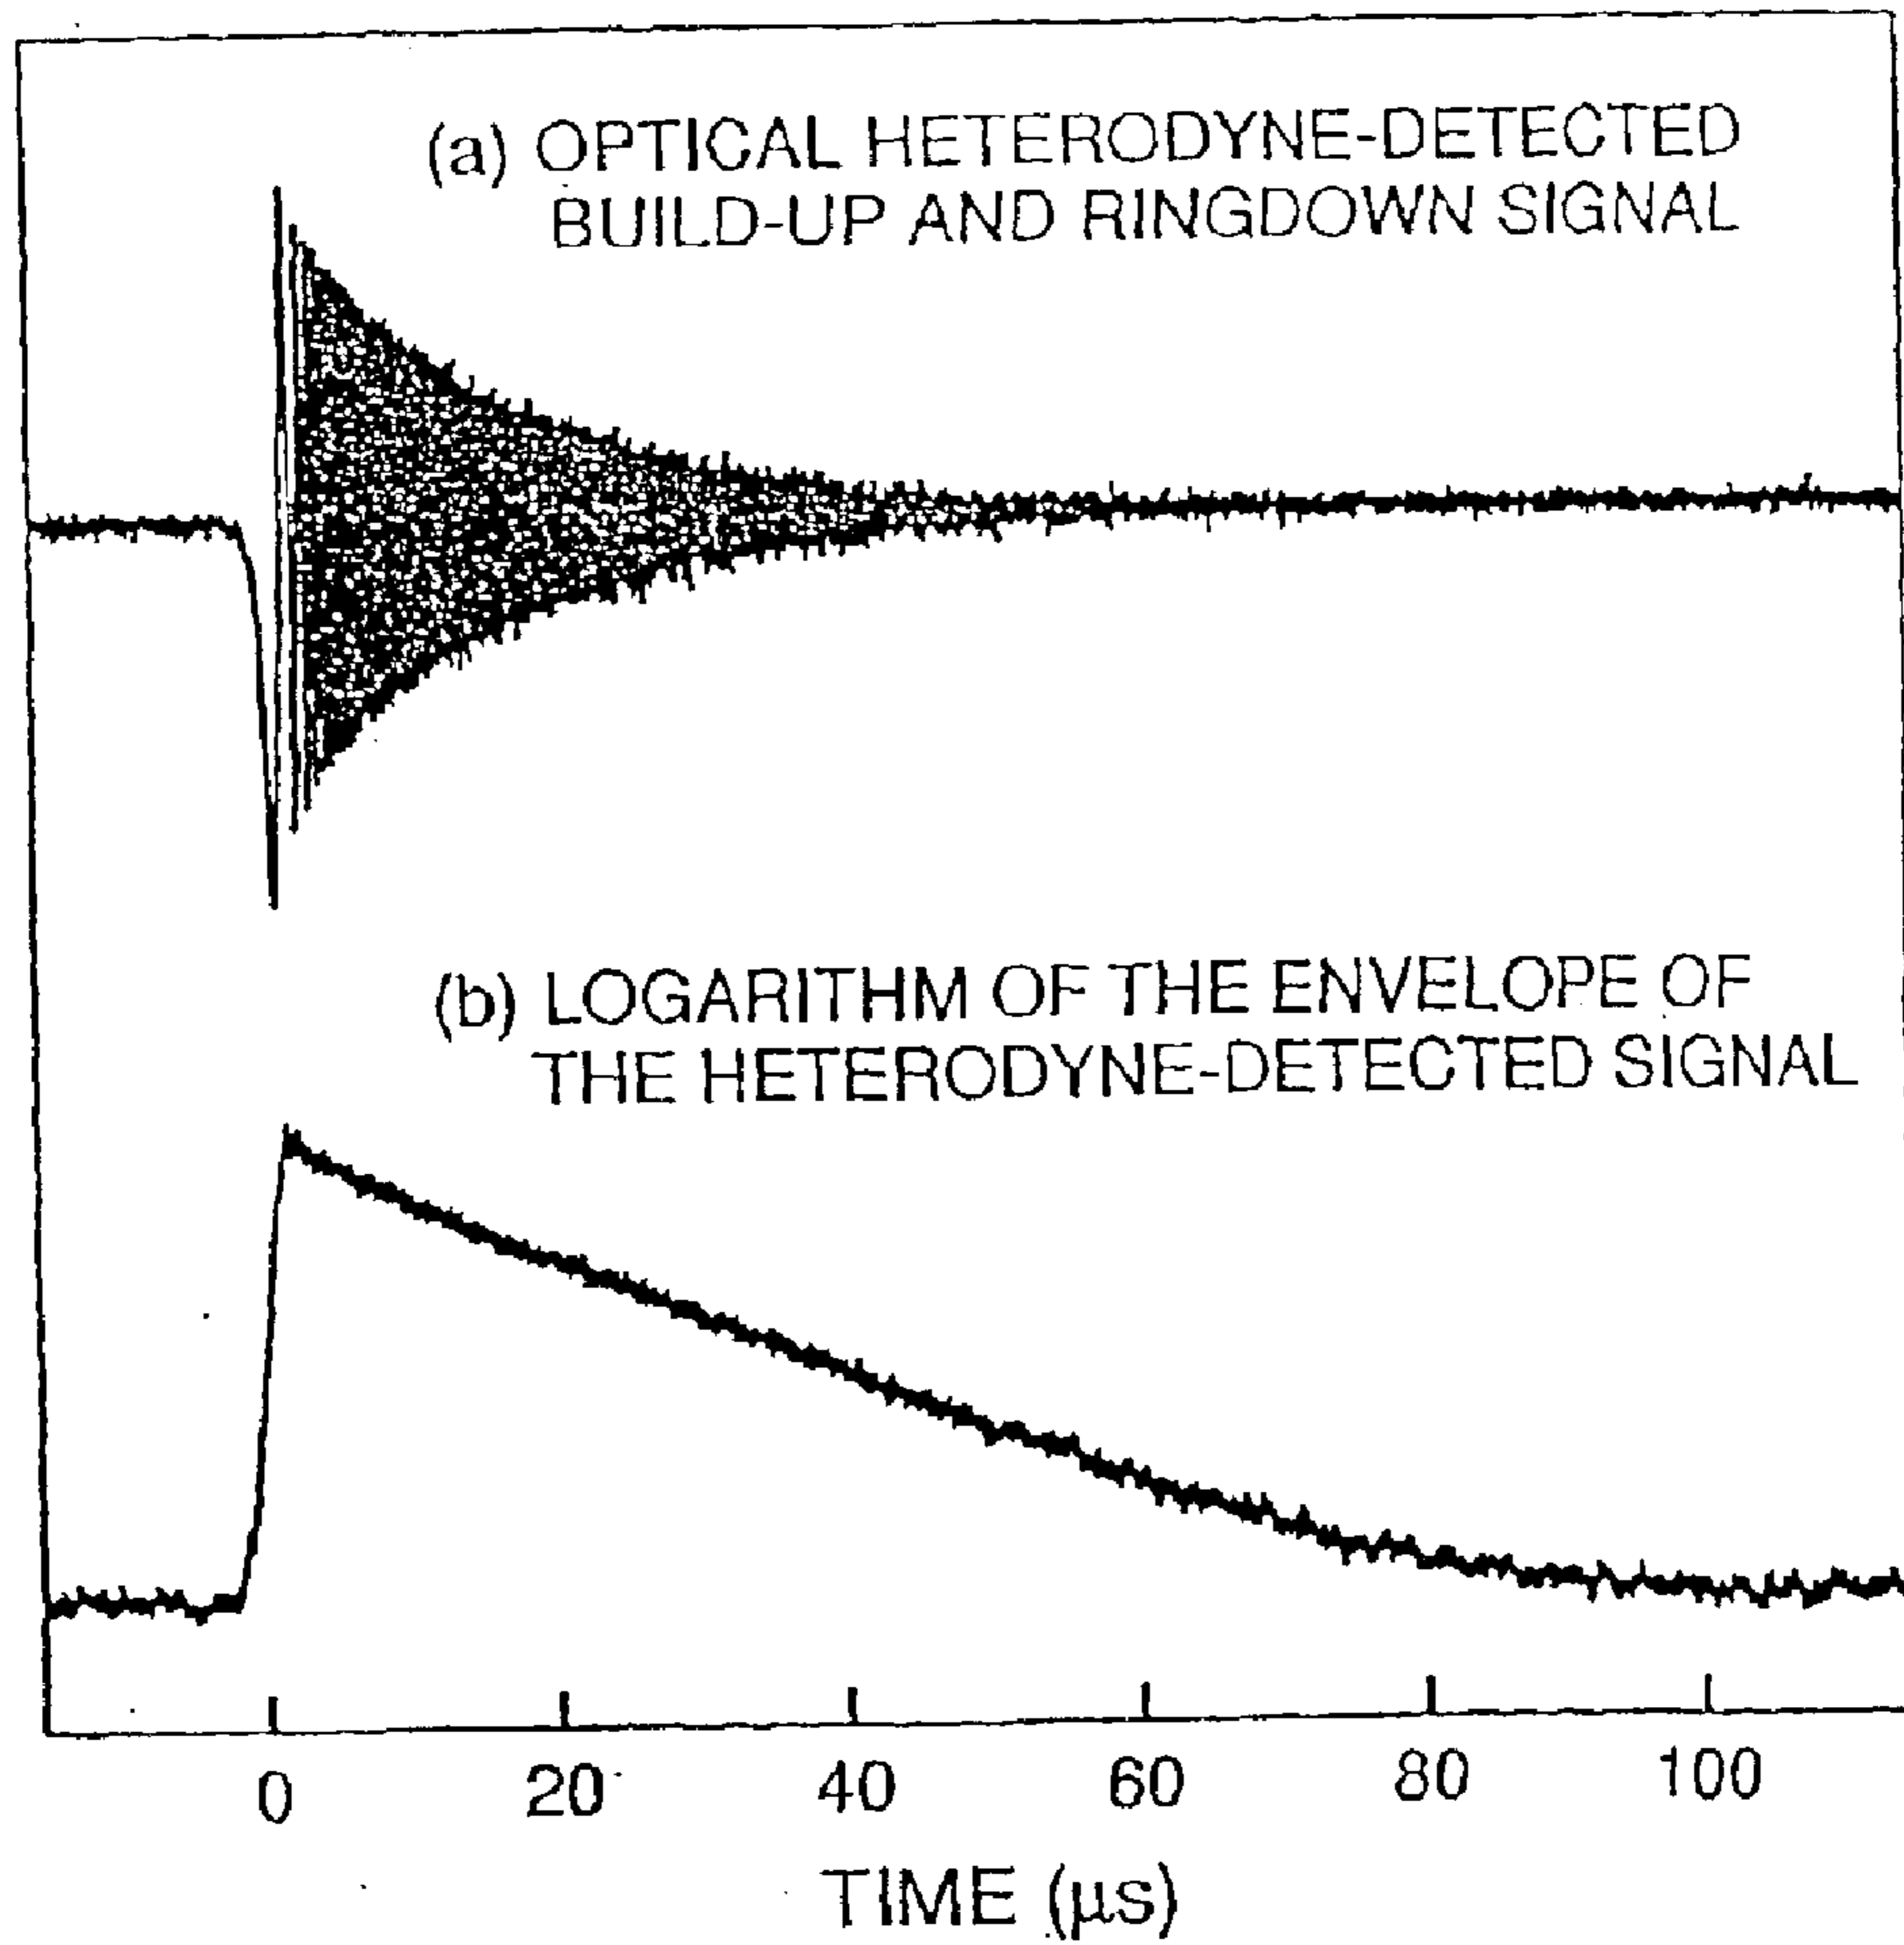 (a) OPTICAL HETERODYNE-DETECTED
BUILD-UP AND RINGDOWN SIGNAL
(b) LOGARITHM OF THE ENVELOPE OF
THE HETERODYNE-DETECTED SIGNAL
0 20 40 60 80 100
TIME (µs)